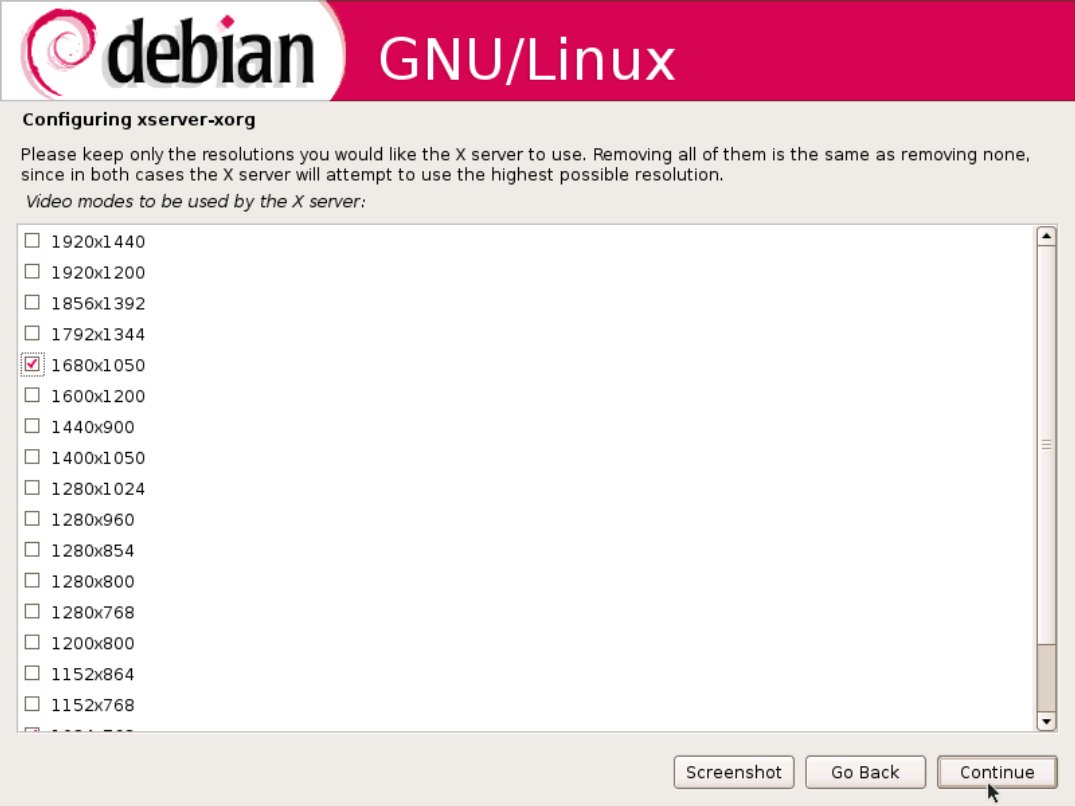 debian GNU/Linux
Configuring xserver-xorg
Please keep only the resolutions you would like the X server to use. Removing all of them is the same as removing none,
since in both cases the X server will attempt to use the highest possible resolution.
Video modes to be used by the X server:
1920x1440
1920x1200
1856x1392
1792x1344
1680x1050
1600x1200
1440x900
1400x1050
1280x1024
1280x960
1280x854
1280x800
1280x768
1200x800
1152x864
1152x768
Screenshot Go Back Continue